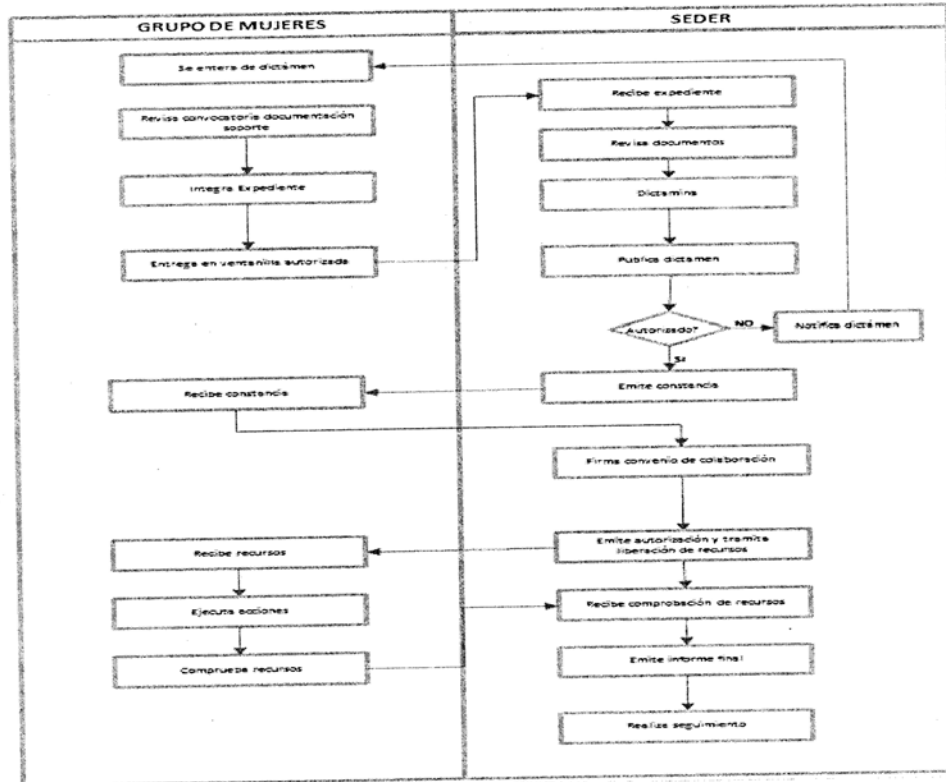 GRUPO DE MUJERES
SEDER
Se entera de dictámen
Recibe expediente
Revisa convocatoria documentación
soporte
Revisa documentos
Integra Expediente
Dictamina
Entrega en ventanilla autorizada
Publica dictamen
Autorizado?
NO
Notifica dictámen
SI
Recibe constancia
Emite constancia
Firma convenio de colaboración
Recibe recursos
Emite autorización y tramita
liberación de recursos
Ejecuta acciones
Recibe comprobación de recursos
Comprueba recursos
Emite informe final
Realiza seguimiento